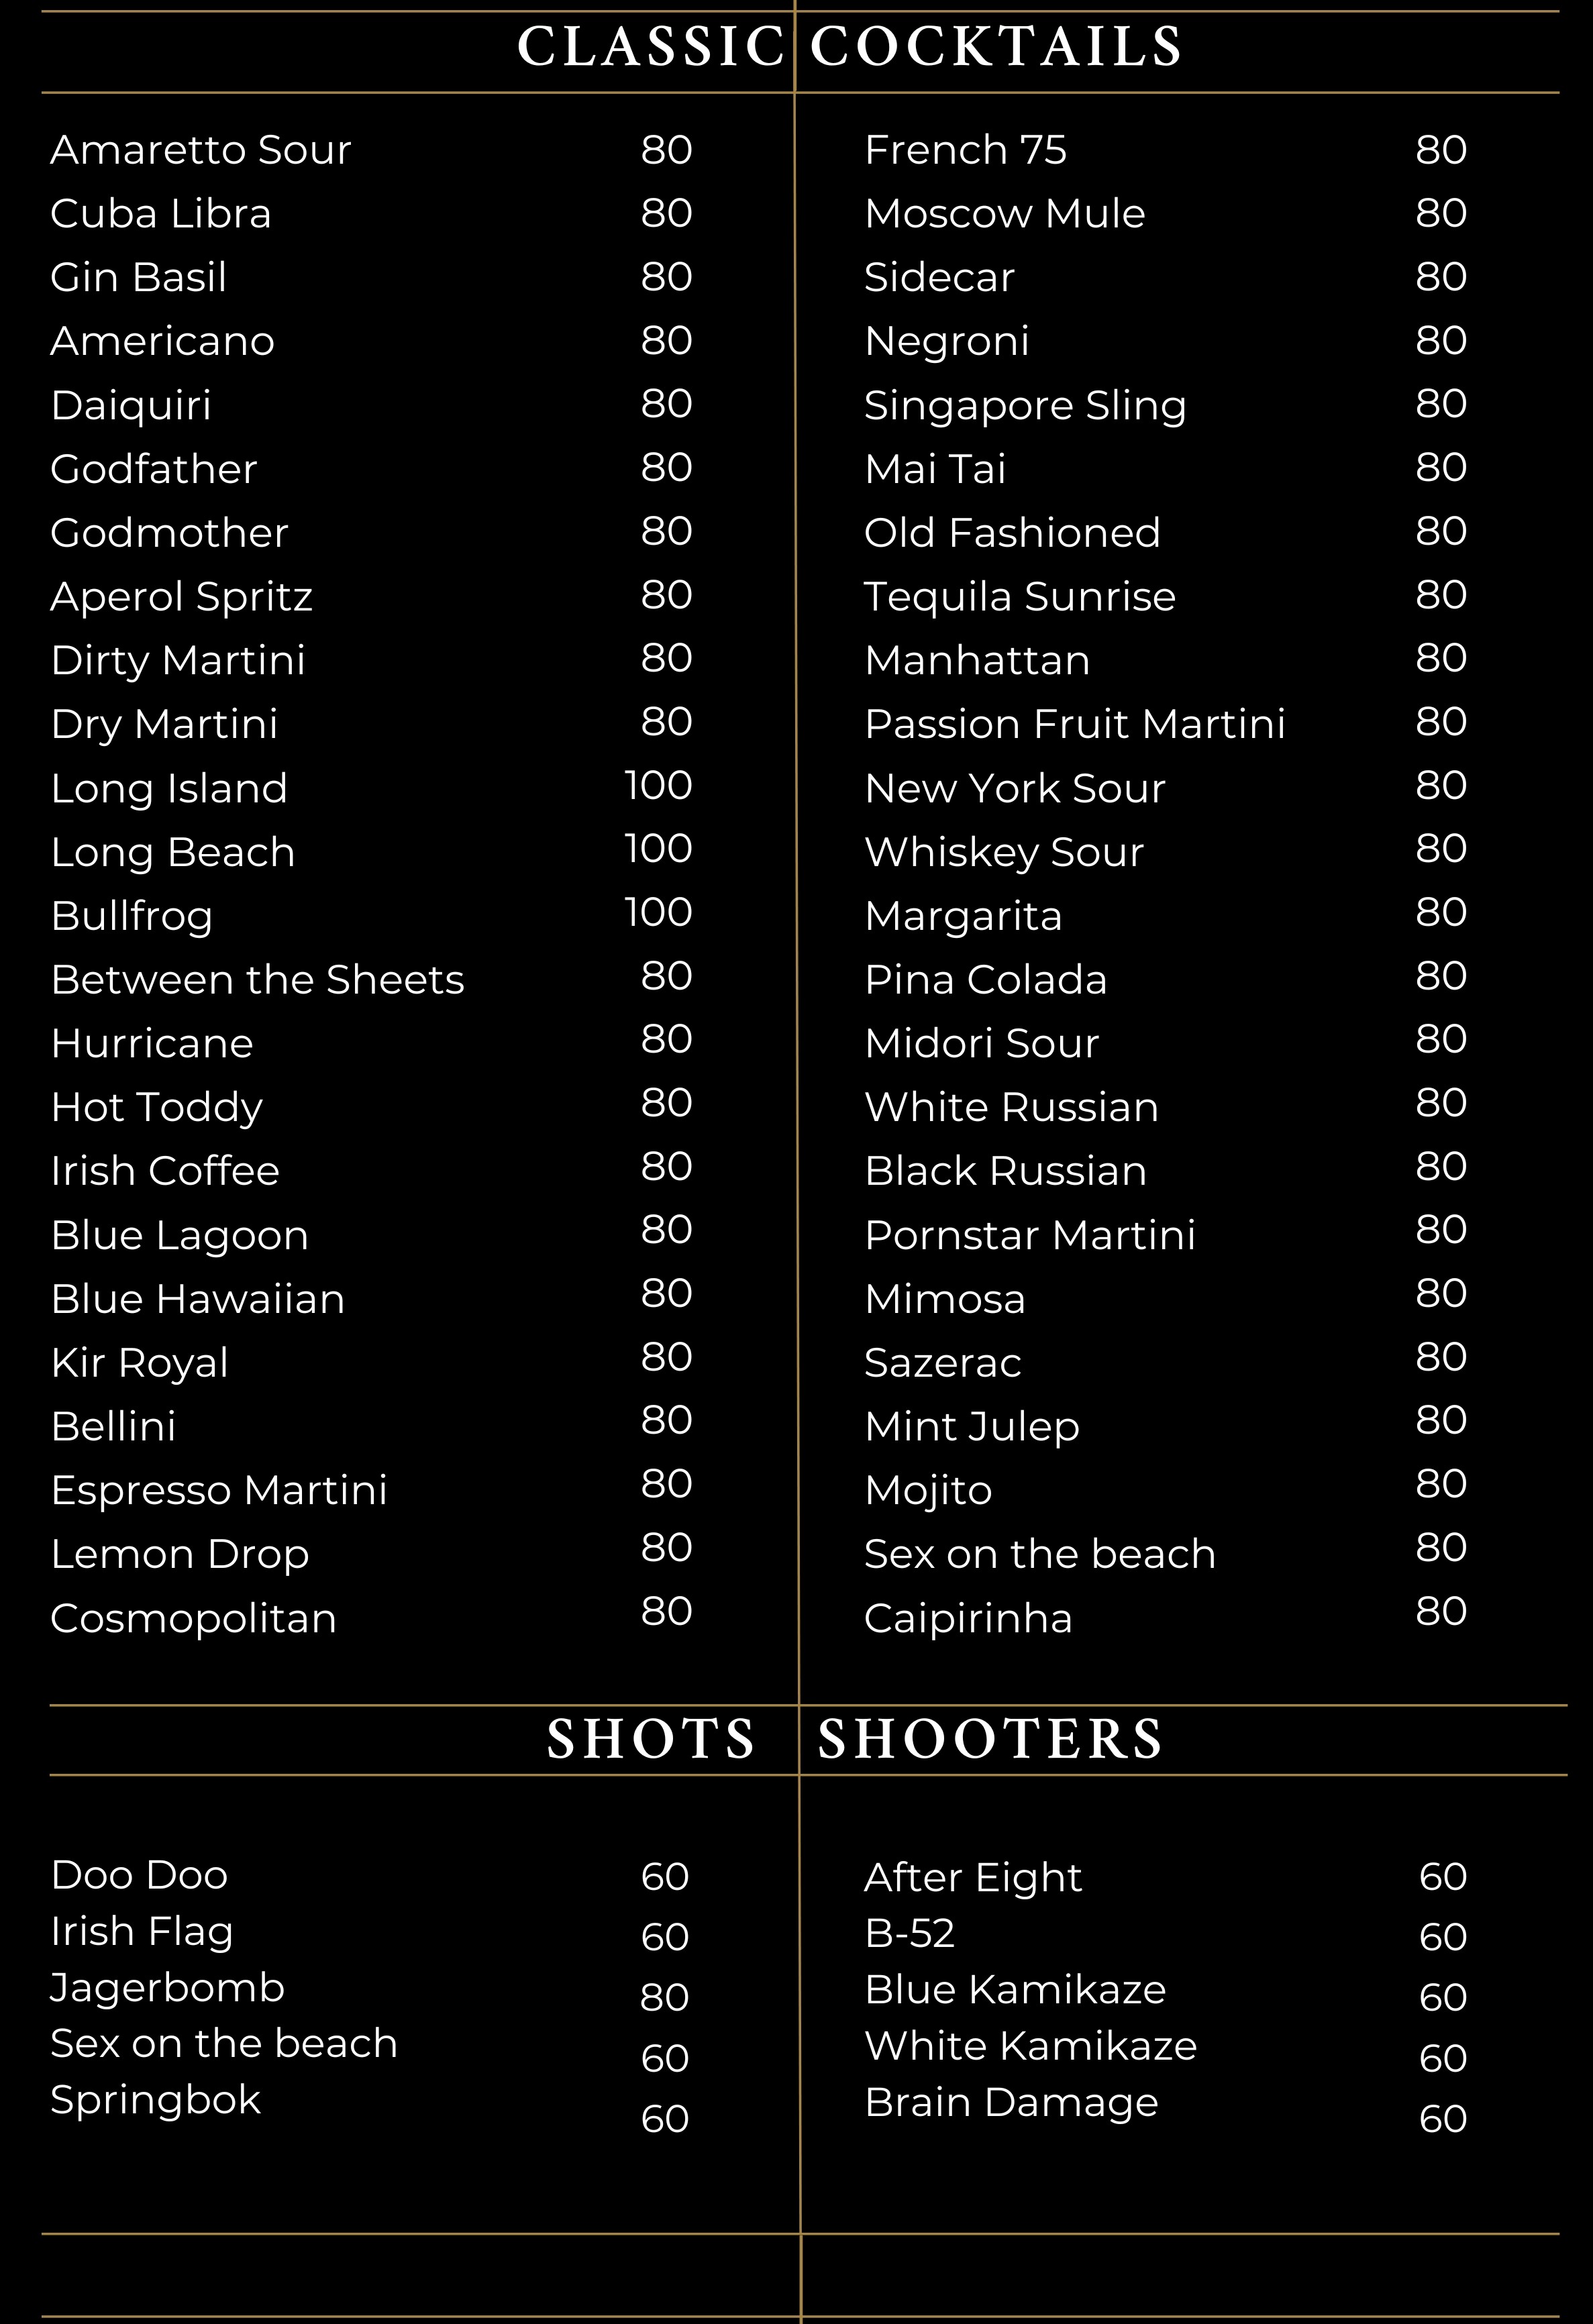 CLASSIC COCKTAILS
Amaretto Sour 80
Cuba Libra 80
Gin Basil 80
Americano 80
Daiquiri 80
Godfather 80
Godmother 80
Aperol Spritz 80
Dirty Martini 80
Dry Martini 80
Long Island 100
Long Beach 100
Bullfrog 100
Between the Sheets 80
Hurricane 80
Hot Toddy 80
Irish Coffee 80
Blue Lagoon 80
Blue Hawaiian 80
Kir Royal 80
Bellini 80
Espresso Martini 80
Lemon Drop 80
Cosmopolitan 80
French 75 80
Moscow Mule 80
Sidecar 80
Negroni 80
Singapore Sling 80
Mai Tai 80
Old Fashioned 80
Tequila Sunrise 80
Manhattan 80
Passion Fruit Martini 80
New York Sour 80
Whiskey Sour 80
Margarita 80
Pina Colada 80
Midori Sour 80
White Russian 80
Black Russian 80
Pornstar Martini 80
Mimosa 80
Sazerac 80
Mint Julep 80
Mojito 80
Sex on the beach 80
Caipirinha 80
SHOTS
Doo Doo 60
Irish Flag 60
Jagerbomb 80
Sex on the beach 60
Springbok 60
SHOOTERS
After Eight 60
B-52 60
Blue Kamikaze 60
White Kamikaze 60
Brain Damage 60